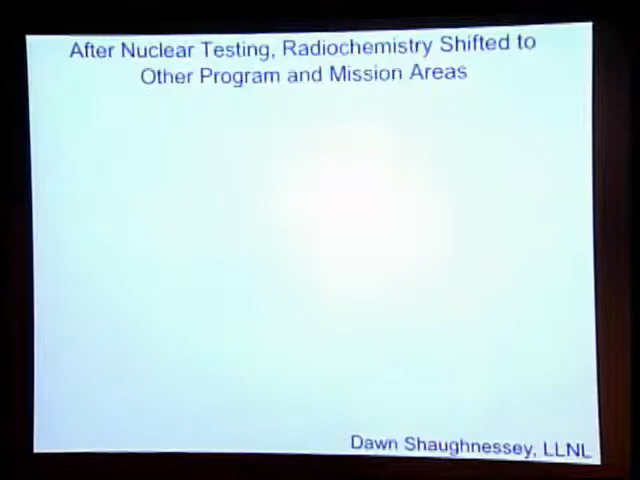 After Nuclear Testing, Radiochemistry Shifted to
Other Program and Mission Areas
Dawn Shaughnessey, LLNL